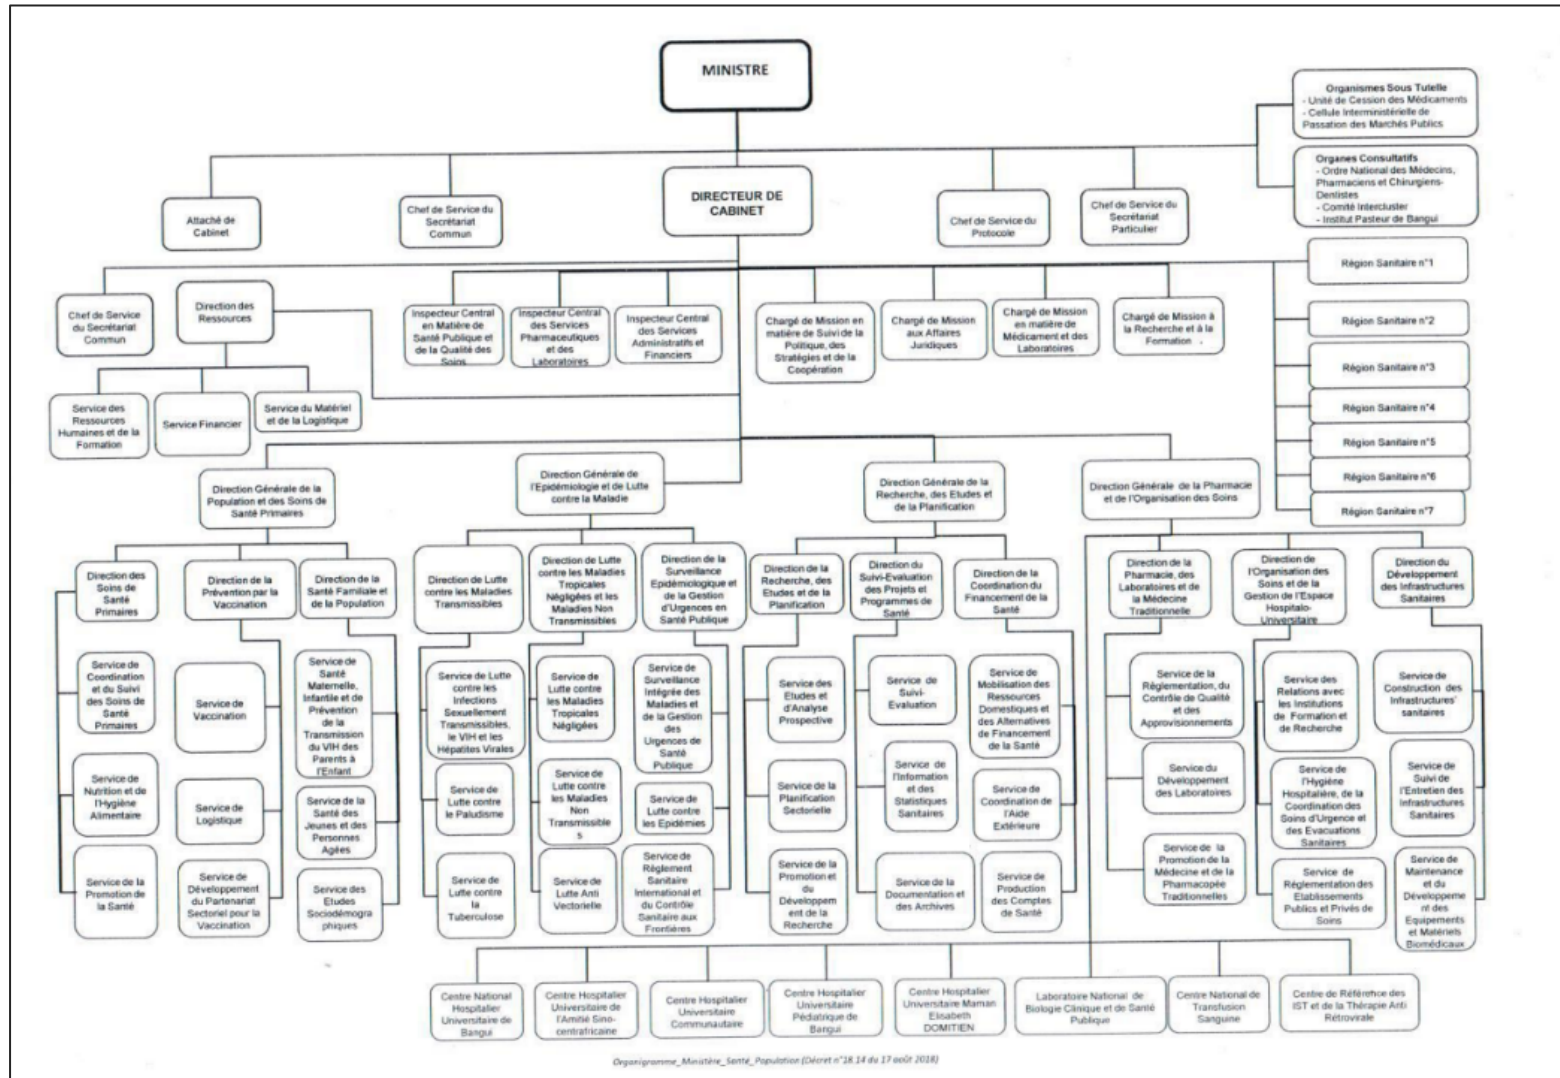 MINISTRE
Organismes Sous Tutelle
- Unité de Cession des Médicaments
- Cellule Interministérielle de
Passation des Marchés Publics
Organes Consultatifs
- Ordre National des Médecins,
Pharmaciens et Chirurgiens-
Dentistes
- Comité Intercluster
- Institut Pasteur de Bangui
Attaché de
Cabinet
Chef de Service du
Secrétariat
Commun
DIRECTEUR DE
CABINET
Chef de Service du
Protocole
Chef de Service du
Secrétariat
Particulier
Chef de Service
du Secrétariat
Commun
Direction des
Ressources
Inspecteur Central
en Matière de
Santé Publique et
de la Qualité des
Soins
Inspecteur Central
des Services
Pharmaceutiques
et des
Laboratoires
Inspecteur Central
des Services
Administratifs et
Financiers
Chargé de Mission en
matière de Suivi de la
Politique, des
Stratégies et de la
Coopération
Chargé de Mission
aux Affaires
Juridiques
Chargé de Mission
en matière de
Médicament et des
Laboratoires
Chargé de Mission à
la Recherche et à la
Formation
Région Sanitaire n°1
Région Sanitaire n°2
Région Sanitaire n°3
Région Sanitaire n°4
Région Sanitaire n°5
Région Sanitaire n°6
Région Sanitaire n°7
Service des
Ressources
Humaines et de la
Formation
Service Financier
Service du Matériel
et de la Logistique
Direction Générale de la
Population et des Soins de
Santé Primaires
Direction Générale de
l'Epidémiologie et de Lutte
contre la Maladie
Direction Générale de la
Recherche, des Etudes et
de la Planification
Direction Générale de la Pharmacie
et de l'Organisation des Soins
Direction des
Soins de
Santé
Primaires
Direction de la
Prévention par la
Vaccination
Direction de la
Santé Familiale et
de la Population
Direction de Lutte
contre les Maladies
Transmissibles
Direction de Lutte
contre les Maladies
Tropicales
Négligées et les
Maladies Non
Transmissibles
Direction de la
Surveillance
Epidémiologique et
de la Gestion
d'Urgences en
Santé Publique
Direction de la
Recherche, des
Etudes et de la
Planification
Direction du
Suivi-Evaluation
des Projets et
Programmes de
Santé
Direction de la
Coordination du
Financement de la
Santé
Direction de la
Pharmacie, des
Laboratoires et de
la Médecine
Traditionnelle
Direction de
l'Organisation des
Soins et de la
Gestion de l'Espace
Hospitalo-
Universitaire
Direction du
Développement
des Infrastructures
Sanitaires
Service de
Coordination
et du Suivi
des Soins de
Santé
Primaires
Service de
Vaccination
Service de
Santé
Maternelle,
Infantile et de
Prévention
de la
Transmission
du VIH des
Parents à
l'Enfant
Service de Lutte
contre les
Infections
Sexuellement
Transmissibles,
le VIH et les
Hépatites Virales
Service de
Lutte contre
les Maladies
Tropicales
Négligées
Service de
Surveillance
Intégrée des
Maladies et
de la Gestion
des
Urgences de
Santé
Publique
Service des
Etudes et
d'Analyse
Prospective
Service de
Suivi-
Evaluation
Service de
Mobilisation des
Ressources
Domestiques et
des Alternatives
de Financement
de la Santé
Service de la
Réglementation, du
Contrôle de Qualité
et des
Approvisionnements
Service des
Relations avec
les Institutions
de Formation et
de Recherche
Service de
Construction des
Infrastructures'
sanitaires
Service de
Nutrition et de
l'Hygiène
Alimentaire
Service de
Logistique
Service de la
Santé des
Jeunes et des
Personnes
Agées
Service de
Lutte contre
le Paludisme
Service de
Lutte contre
les Maladies
Non
Transmissible
s
Service de
Lutte contre
les Epidémies
Service de la
Planification
Sectorielle
Service de
l'Information
et des
Statistiques
Sanitaires
Service de
Coordination de
l'Aide
Extérieure
Service du
Développement
des Laboratoires
Service de
l'Hygiène
Hospitalière, de la
Coordination des
Soins d'Urgence et
des Evacuations
Sanitaires
Service de
Suivi de
l'Entretien des
Infrastructures
Sanitaires
Service de la
Promotion de
la Santé
Service de
Développement
du Partenariat
Sectoriel pour la
Vaccination
Service des
Etudes
Sociodémogra
phiques
Service de
Lutte contre
la
Tuberculose
Service de
Lutte Anti
Vectorielle
Service de
Règlement
Sanitaire
International et
du Contrôle
Sanitaire aux
Frontières
Service de la
Promotion et
du
Développem
ent de la
Recherche
Service de la
Documentation et
des Archives
Service de
Production
des Comptes
de Santé
Service de la
Promotion de la
Médecine et de la
Pharmacopée
Traditionnelles
Service de
Réglementation des
Etablissements
Publics et Privés de
Soins
Service de
Maintenance
et du
Développeme
nt des
Equipements
et Matériels
Biomédicaux
Centre National
Hospitalier
Universitaire de
Bangui
Centre Hospitalier
Universitaire de
l'Amitié Sino-
centrafricaine
Centre Hospitalier
Universitaire
Communautaire
Centre Hospitalier
Universitaire
Pédiatrique de
Bangui
Centre Hospitalier
Universitaire Maman
Elisabeth
DOMITIEN
Laboratoire National de
Biologie Clinique et de Santé
Publique
Centre National de
Transfusion
Sanguine
Centre de Référence des
IST et de la Thérapie Anti
Rétrovirale
Organigramme_Ministère_Santé_Population (Décret n°18.14 du 17 août 2018)